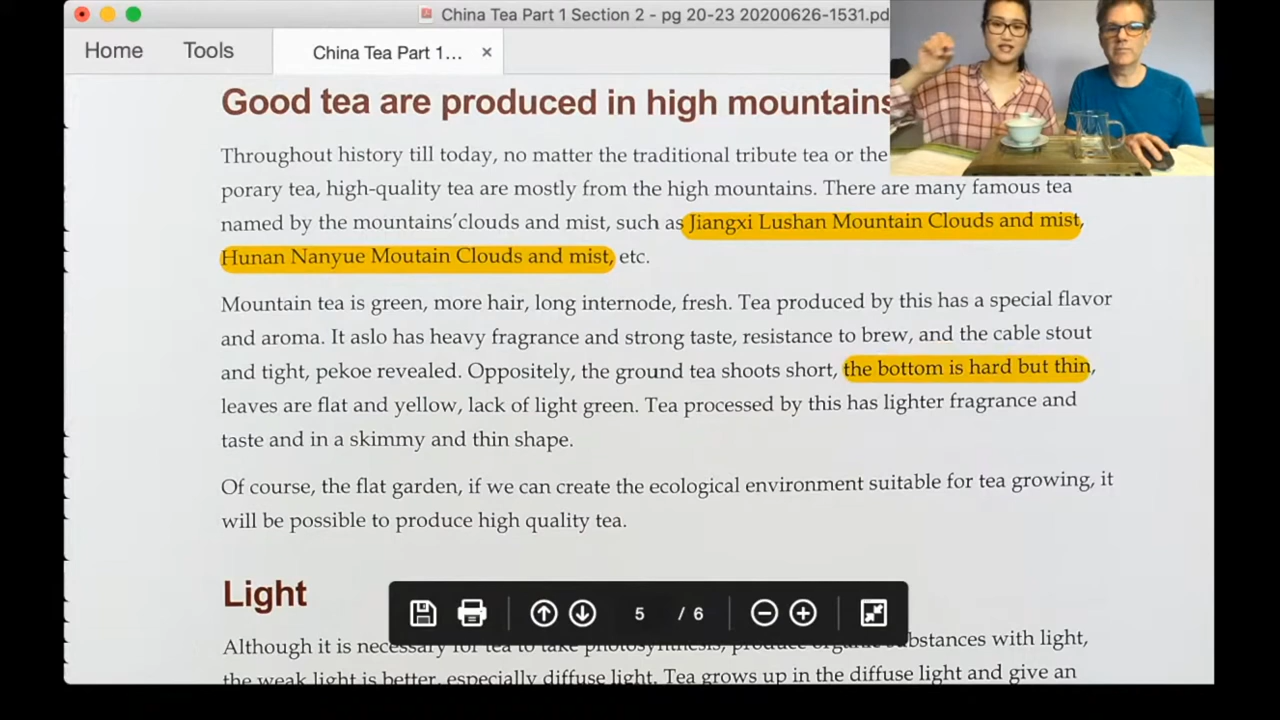 China Tea Part 1 Section 2 - pg 20-23 20200626-1531.pd
Home Tools China Tea Part 1...
Good tea are produced in high mountains
Throughout history till today, no matter the traditional tribute tea or the
porary tea, high-quality tea are mostly from the high mountains. There are many famous tea
named by the mountains'clouds and mist, such as Jiangxi Lushan Mountain Clouds and mist,
Hunan Nanyue Moutain Clouds and mist, etc.
Mountain tea is green, more hair, long internode, fresh. Tea produced by this has a special flavor
and aroma. It aslo has heavy fragrance and strong taste, resistance to brew, and the cable stout
and tight, pekoe revealed. Oppositely, the ground tea shoots short, the bottom is hard but thin,
leaves are flat and yellow, lack of light green. Tea processed by this has lighter fragrance and
taste and in a skimmy and thin shape.
Of course, the flat garden, if we can create the ecological environment suitable for tea growing, it
will be possible to produce high quality tea.
Light
5 / 6
Although it is necessary for tea to take photosynthesis, produce organic substances with light,
the weak light is better, especially diffuse light. Tea grows up in the diffuse light and give an